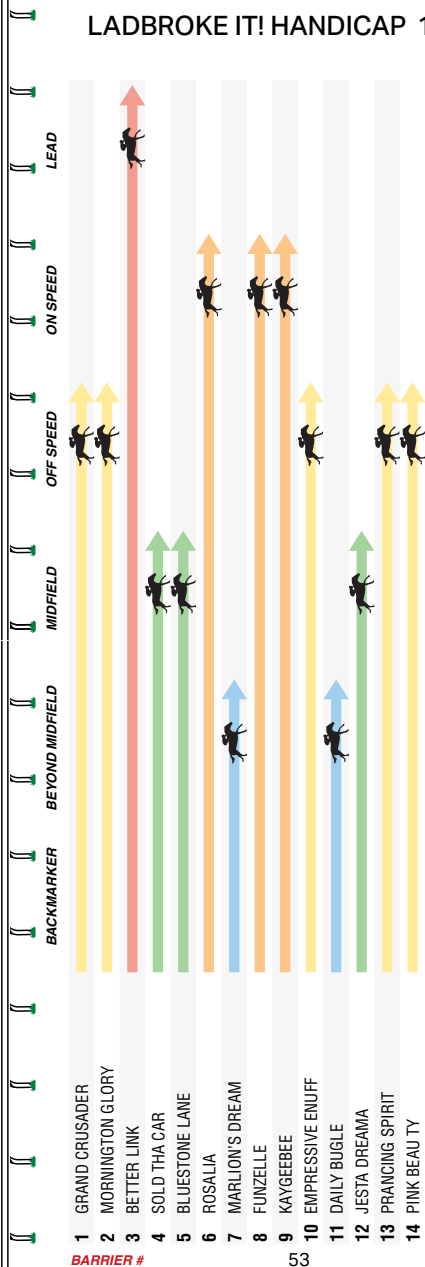 LADBROKE IT! HANDICAP 1
LEAD
ON SPEED
OFF SPEED
MIDFIELD
BEYOND MIDFIELD
BACKMARKER
1 GRAND CRUSADER
2 MORNINGTON GLORY
3 BETTER LINK
4 SOLD THA CAR
5 BLUESTONE LANE
6 ROSALIA
7 MARLION'S DREAM
8 FUNZELLE
9 KAYGEEBEE
10 EMPRESSIVE ENUFF
11 DAILY BUGLE
12 JESTA DREAMA
13 PRANCING SPIRIT
14 PINK BEAU TY
BARRIER #
53